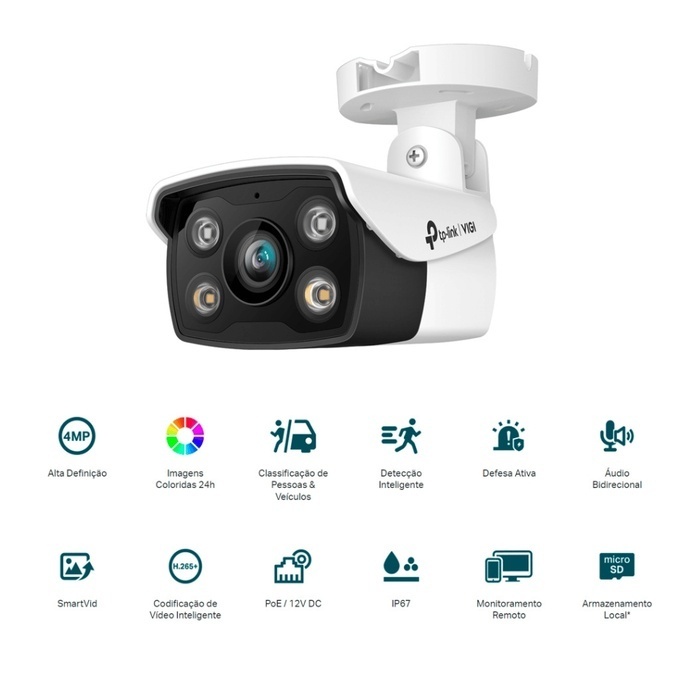 tp-link | VIGI
4MP
Alta Definição
Imagens
Coloridas 24h
Classificação de
Pessoas &
Veículos
Detecção
Inteligente
Defesa Ativa
Áudio
Bidirecional
SmartVid
H.265+
Codificação de
Vídeo Inteligente
PoE / 12V DC
IP67
Monitoramento
Remoto
micro
SD
Armazenamento
Local*